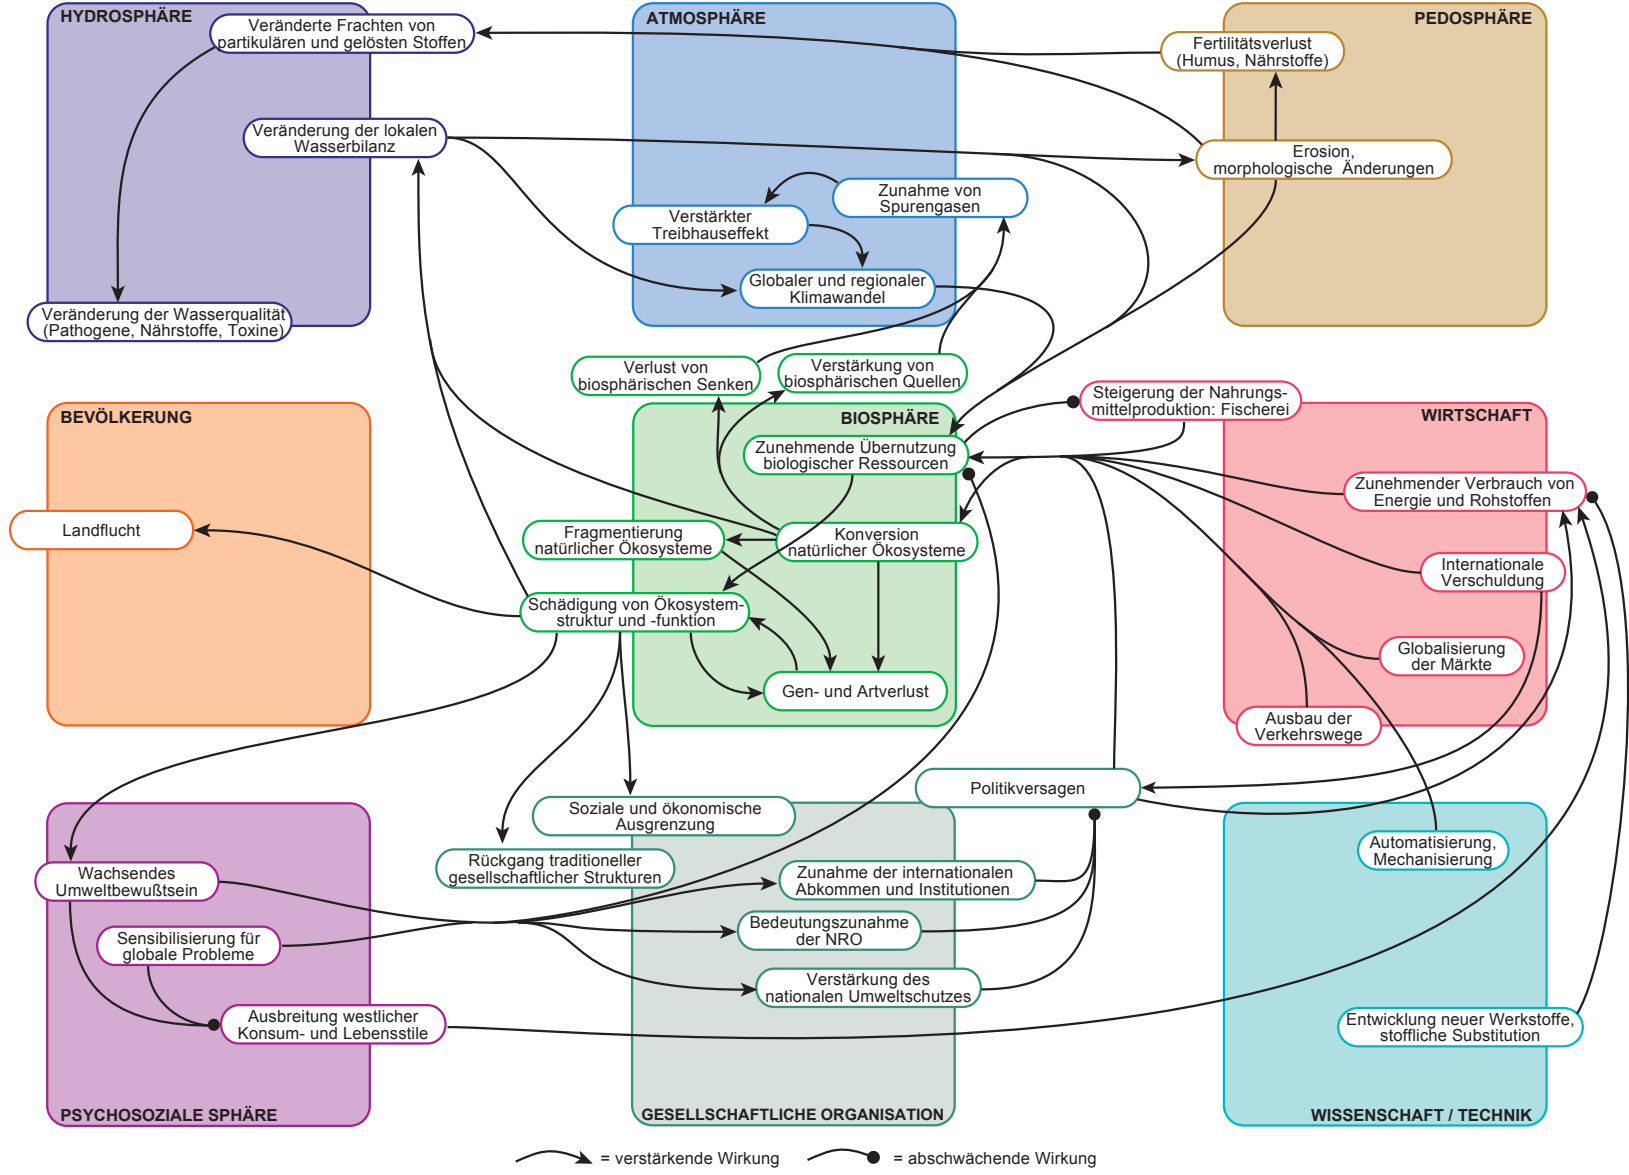 HYDROSPHÄRE
Veränderte Frachten von
partikulären und gelösten Stoffen
Veränderung der lokalen
Wasserbilanz
Veränderung der Wasserqualität
(Pathogene, Nährstoffe, Toxine)
ATMOSPHÄRE
Zunahme von
Spurengasen
Verstärkter
Treibhauseffekt
Globaler und regionaler
Klimawandel
PEDOSPHÄRE
Fertilitätsverlust
(Humus, Nährstoffe)
Erosion,
morphologische Änderungen
BEVÖLKERUNG
Landflucht
Verlust von
biosphärischen Senken
Verstärkung von
biosphärischen Quellen
BIOSPHÄRE
Zunehmende Übernutzung
biologischer Ressourcen
Fragmentierung
natürlicher Ökosysteme
Konversion
natürlicher Ökosysteme
Schädigung von Ökosystem-
struktur und -funktion
Gen- und Artverlust
Steigerung der Nahrungs-
mittelproduktion: Fischerei
WIRTSCHAFT
Zunehmender Verbrauch von
Energie und Rohstoffen
Internationale
Verschuldung
Globalisierung
der Märkte
Ausbau der
Verkehrswege
Wachsendes
Umweltbewußtsein
Sensibilisierung für
globale Probleme
Ausbreitung westlicher
Konsum- und Lebensstile
PSYCHOSOZIALE SPHÄRE
Politikversagen
Soziale und ökonomische
Ausgrenzung
Rückgang traditioneller
gesellschaftlicher Strukturen
Zunahme der internationalen
Abkommen und Institutionen
Bedeutungszunahme
der NRO
Verstärkung des
nationalen Umweltschutzes
GESELLSCHAFTLICHE ORGANISATION
Automatisierung,
Mechanisierung
Entwicklung neuer Werkstoffe,
stoffliche Substitution
WISSENSCHAFT / TECHNIK
= verstärkende Wirkung
= abschwächende Wirkung